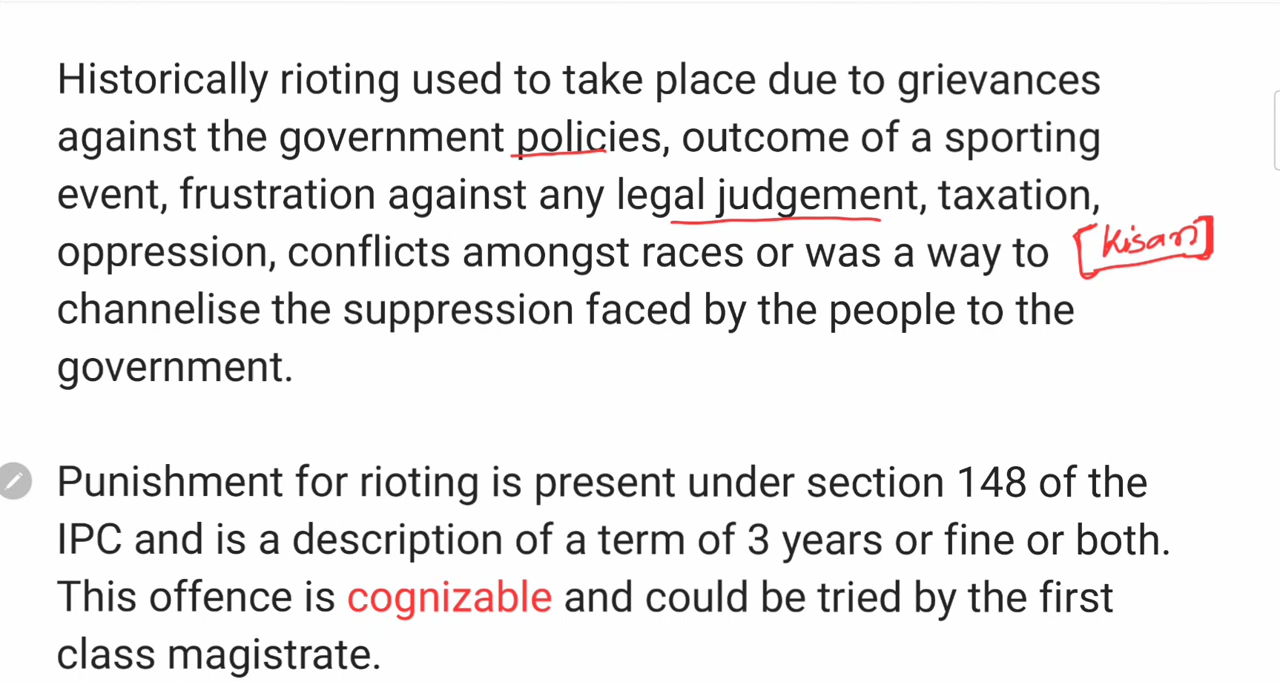 Historically rioting used to take place due to grievances
against the government policies, outcome of a sporting
event, frustration against any legal judgement, taxation,
oppression, conflicts amongst races or was a way to [Kisan]
channelise the suppression faced by the people to the
government.
Punishment for rioting is present under section 148 of the
IPC and is a description of a term of 3 years or fine or both.
This offence is cognizable and could be tried by the first
class magistrate.